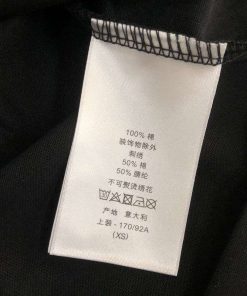 100% 棉
装饰物除外
刺绣
50% 棉
50% 腈纶
不可熨烫绣花
产地 意大利
上装 - 170/92A
(XS)